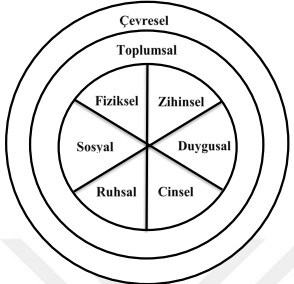 Çevresel
Toplumsal
Fiziksel Zihinsel
Sosyal Duygusal
Ruhsal Cinsel